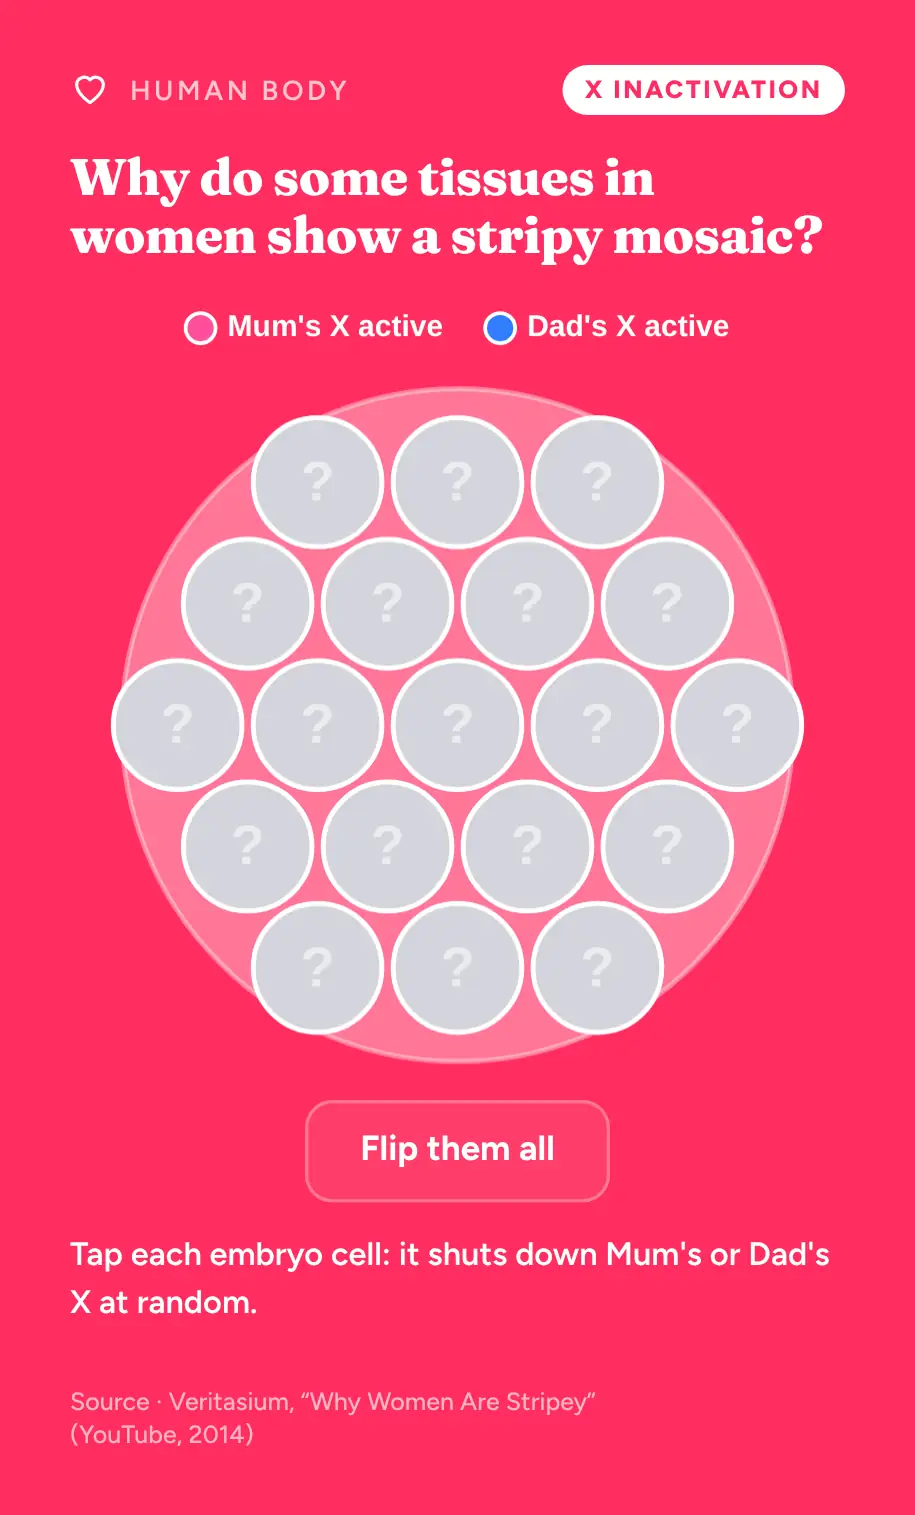 HUMAN BODY
X INACTIVATION
Why do some tissues in
women show a stripy mosaic?
Mum's X active
Dad's X active
? ? ?
? ? ? ?
? ? ? ? ?
? ? ? ?
? ? ?
Flip them all
Tap each embryo cell: it shuts down Mum's or Dad's
X at random.
Source · Veritasium, “Why Women Are Stripey”
(YouTube, 2014)